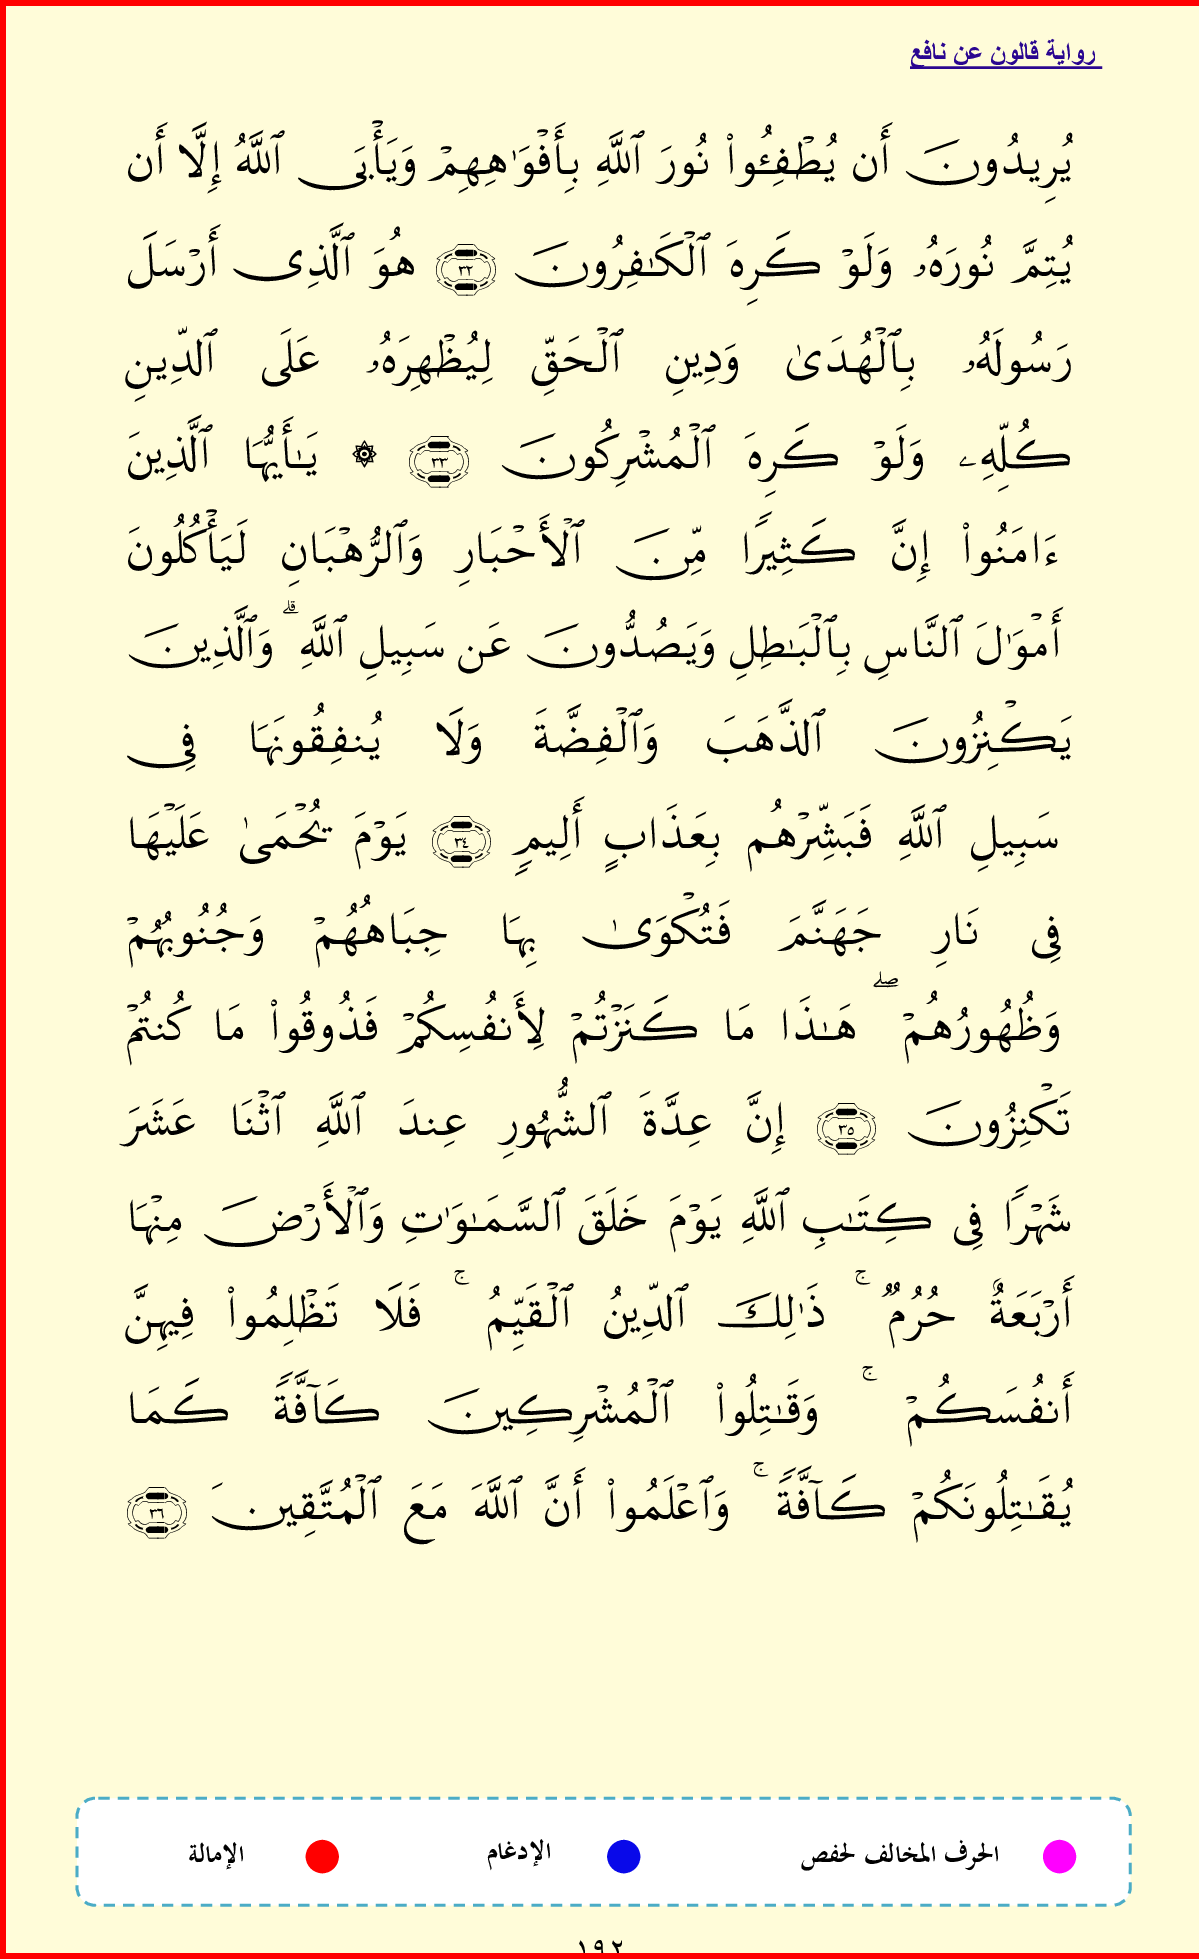 رواية قالون عن نافع
يُرِيدُونَ أَن يُطْفِـُٔواْ نُورَ ٱللَّهِ بِأَفْوَٰهِهِمْ وَيَأْبَى ٱللَّهُ إِلَّا أَن
يُتِمَّ نُورَهُۥ وَلَوْ كَرِهَ ٱلْكَٰفِرُونَ ٣٢ هُوَ ٱلَّذِى أَرْسَلَ
رَسُولَهُۥ بِٱلْهُدَىٰ وَدِينِ ٱلْحَقِّ لِيُظْهِرَهُۥ عَلَى ٱلدِّينِ
كُلِّهِۦ وَلَوْ كَرِهَ ٱلْمُشْرِكُونَ ٣٣ ۞ يَٰأَيُّهَا ٱلَّذِينَ
ءَامَنُواْ إِنَّ كَثِيرًا مِّنَ ٱلْأَحْبَارِ وَٱلرُّهْبَانِ لَيَأْكُلُونَ
أَمْوَٰلَ ٱلنَّاسِ بِٱلْبَٰطِلِ وَيَصُدُّونَ عَن سَبِيلِ ٱللَّهِ ۗ وَٱلَّذِينَ
يَكْنِزُونَ ٱلذَّهَبَ وَٱلْفِضَّةَ وَلَا يُنفِقُونَهَا فِى
سَبِيلِ ٱللَّهِ فَبَشِّرْهُم بِعَذَابٍ أَلِيمٍ ٣٤ يَوْمَ يُحْمَىٰ عَلَيْهَا
فِى نَارِ جَهَنَّمَ فَتُكْوَىٰ بِهَا جِبَاهُهُمْ وَجُنُوبُهُمْ
وَظُهُورُهُمْ ۖ هَٰذَا مَا كَنَزْتُمْ لِأَنفُسِكُمْ فَذُوقُواْ مَا كُنتُمْ
تَكْنِزُونَ ٣٥ إِنَّ عِدَّةَ ٱلشُّهُورِ عِندَ ٱللَّهِ ٱثْنَا عَشَرَ
شَهْرًا فِى كِتَٰبِ ٱللَّهِ يَوْمَ خَلَقَ ٱلسَّمَٰوَٰتِ وَٱلْأَرْضَ مِنْهَا
أَرْبَعَةٌ حُرُمٌ ۚ ذَٰلِكَ ٱلدِّينُ ٱلْقَيِّمُ ۚ فَلَا تَظْلِمُواْ فِيهِنَّ
أَنفُسَكُمْ ۚ وَقَٰتِلُواْ ٱلْمُشْرِكِينَ كَآفَّةً كَمَا
يُقَٰتِلُونَكُمْ كَآفَّةً ۚ وَٱعْلَمُواْ أَنَّ ٱللَّهَ مَعَ ٱلْمُتَّقِينَ ٣٦
الحرف المخالف لحفص الإدغام الإمالة
١٩٢